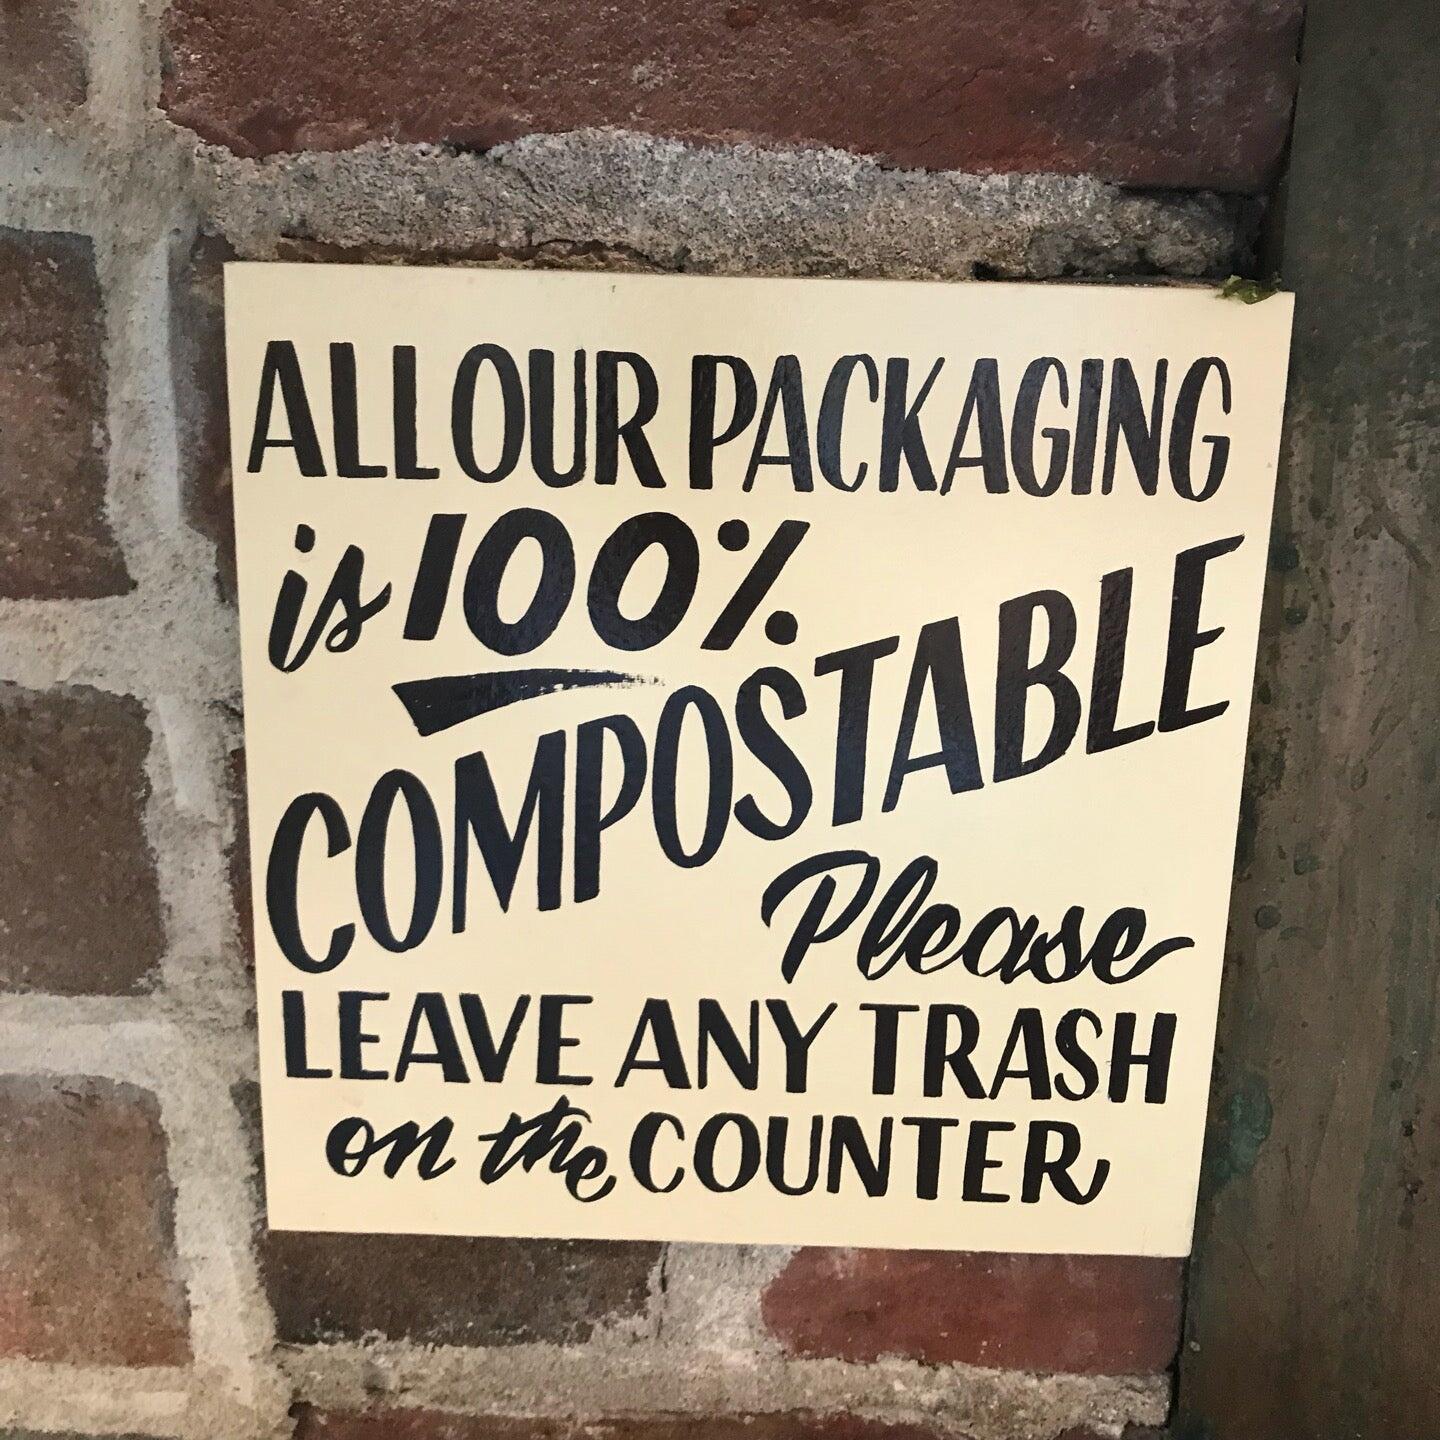 ALL OUR PACKAGING
is 100%
COMPOSTABLE
Please
LEAVE ANY TRASH
on the COUNTER